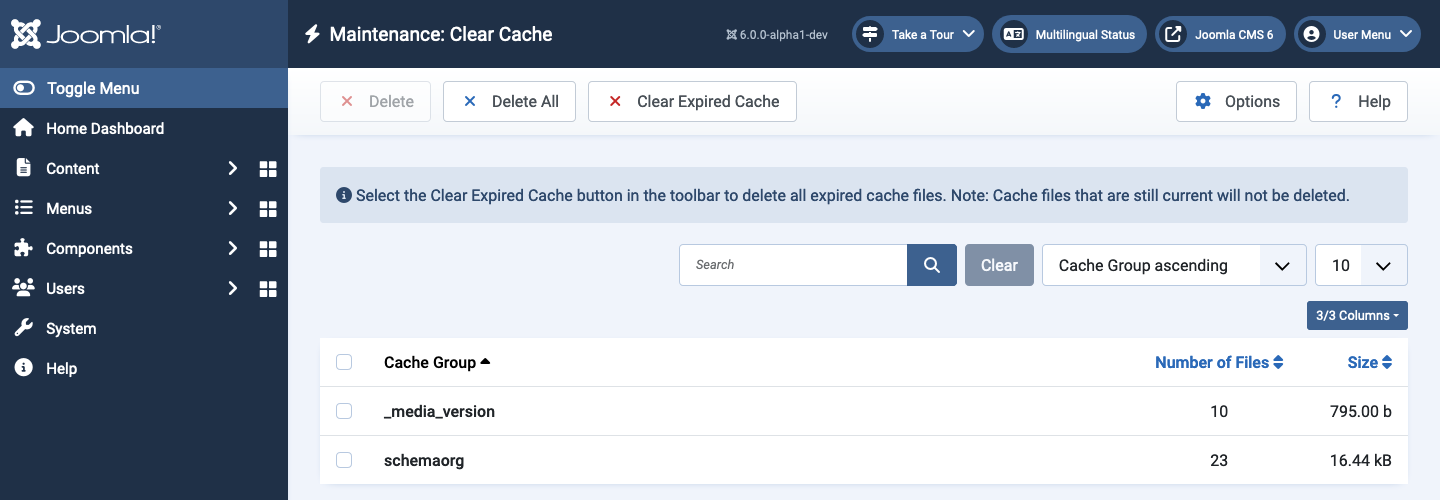 Joomla!®
Maintenance: Clear Cache
6.0.0-alpha1-dev
Take a Tour
Multilingual Status
Joomla CMS 6
User Menu
Toggle Menu
Home Dashboard
Content
Menus
Components
Users
System
Help
Delete
Delete All
Clear Expired Cache
Options
? Help
Select the Clear Expired Cache button in the toolbar to delete all expired cache files. Note: Cache files that are still current will not be deleted.
Search
Clear
Cache Group ascending
10
3/3 Columns
Cache Group Number of Files Size
_media_version 10 795.00 b
schemaorg 23 16.44 kB